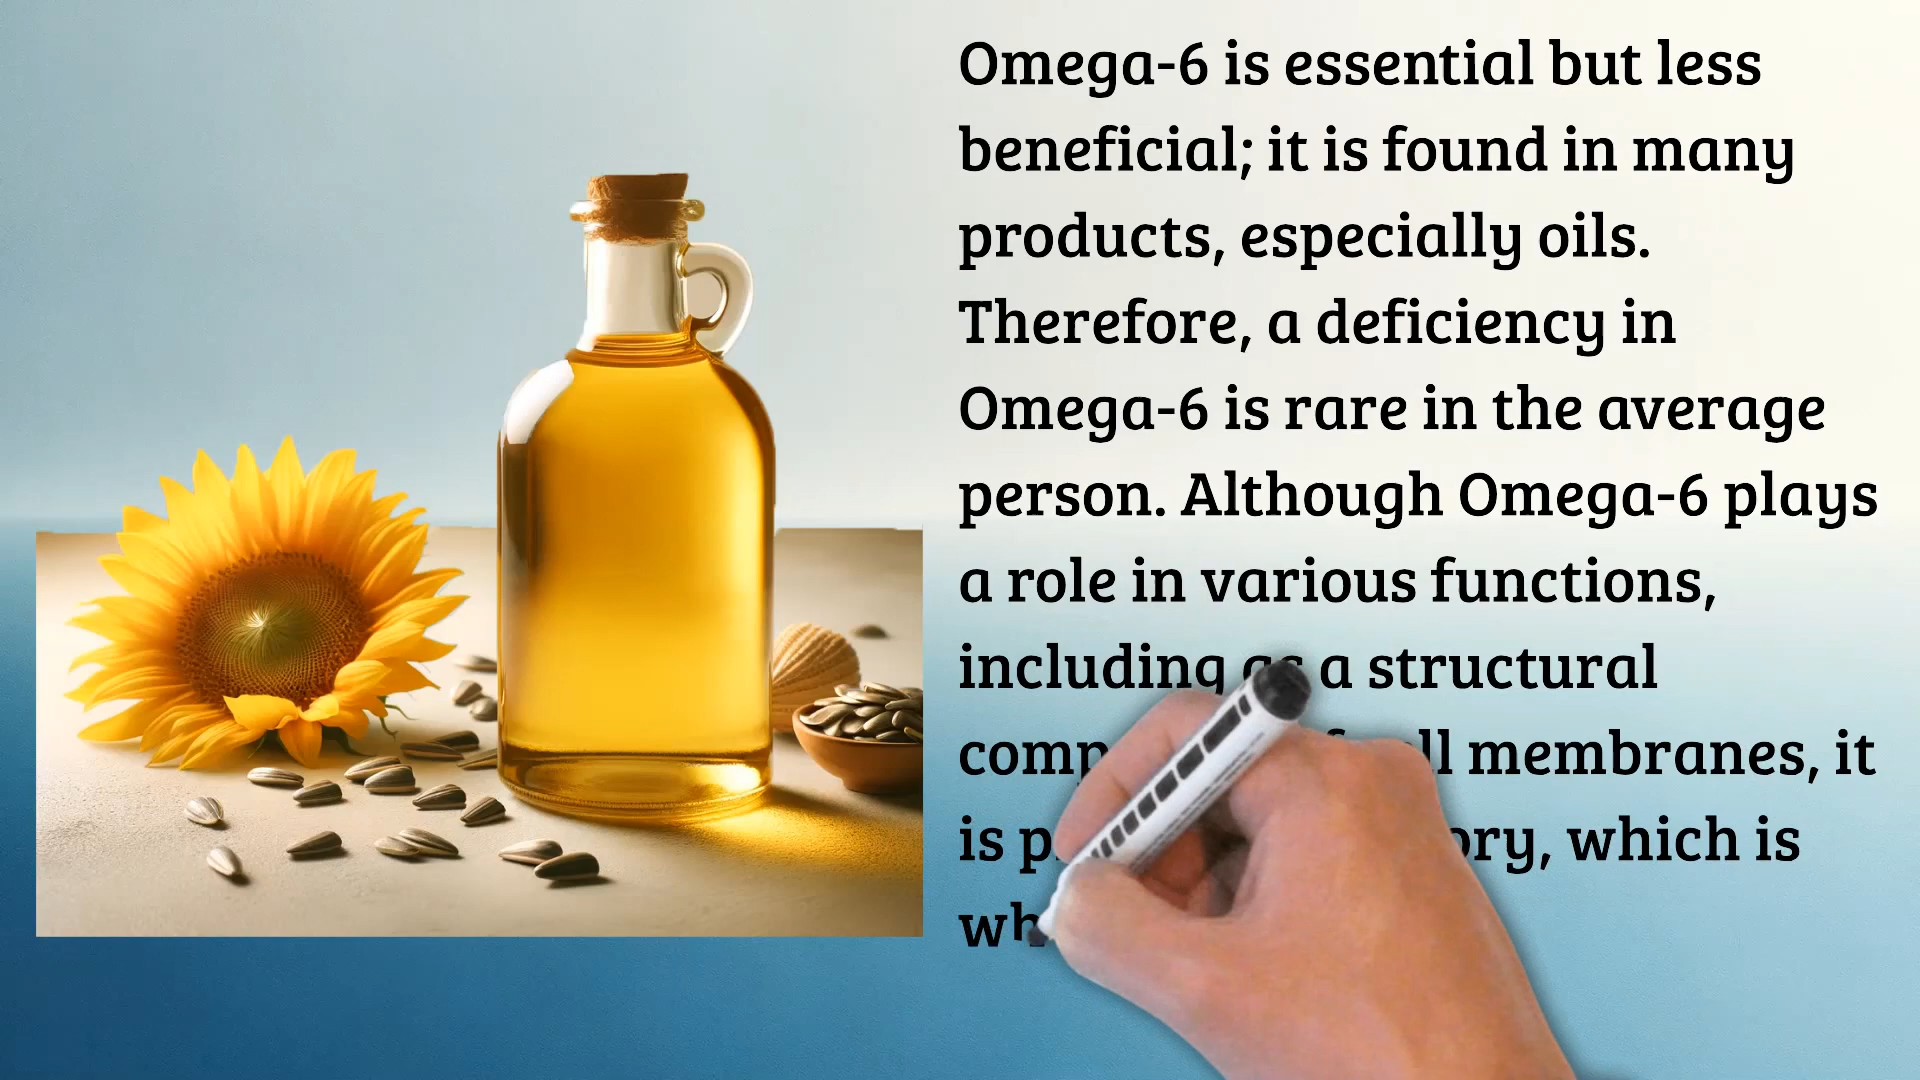 Omega-6 is essential but less
beneficial; it is found in many
products, especially oils.
Therefore, a deficiency in
Omega-6 is rare in the average
person. Although Omega-6 plays
a role in various functions,
including as a structural
membranes, it
is which is